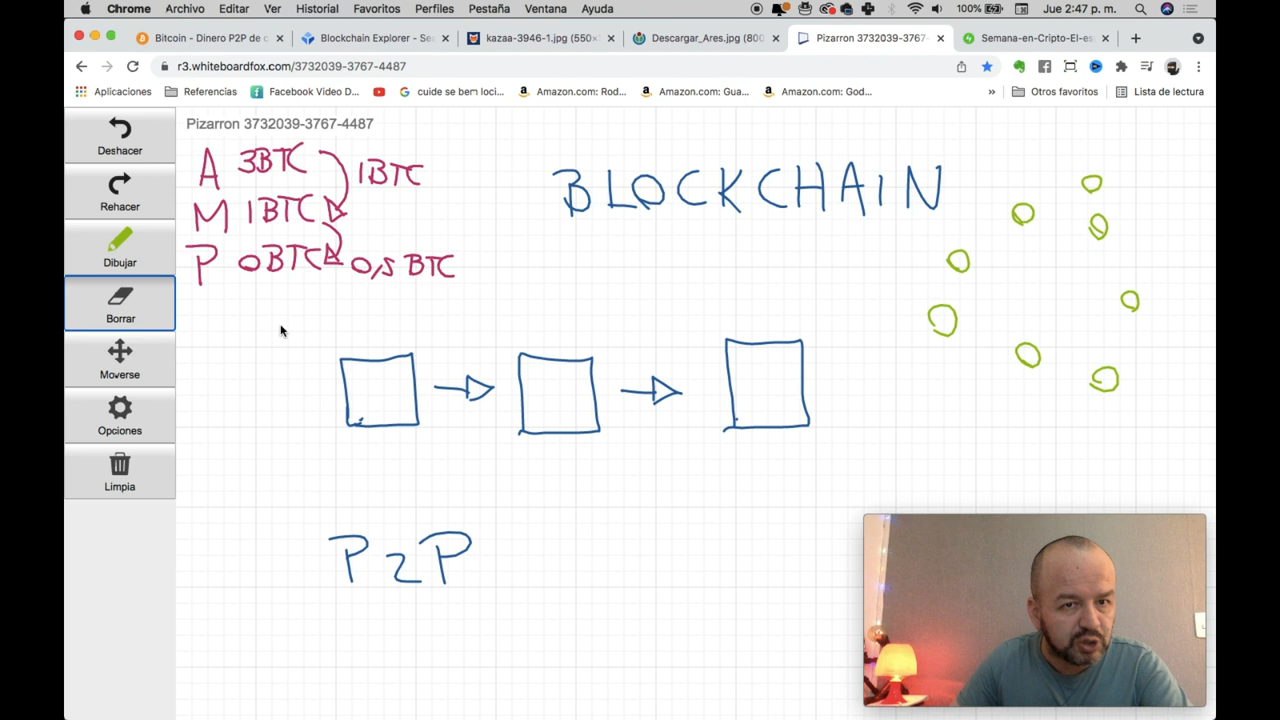 Chrome Archivo Editar Ver Historial Favoritos Perfiles Pestaña Ventana Ayuda 100% Jue 2:47 p. m.
Bitcoin - Dinero P2P de c Blockchain Explorer - Se kazaa-3946-1.jpg (550× Descargar_Ares.jpg (800 Pizarron 3732039-3767- Semana-en-Cripto-El-es
r3.whiteboardfox.com/3732039-3767-4487
Aplicaciones Referencias Facebook Video D... cuide se bem loci... Amazon.com: Rod... Amazon.com: Gua... Amazon.com: God... » Otros favoritos Lista de lectura
Pizarron 3732039-3767-4487
Deshacer
Rehacer
Dibujar
Borrar
Moverse
Opciones
Limpia
A 3BTC 1BTC
M 1BTC
P 0BTC 0,5 BTC
BLOCKCHAIN
P2P